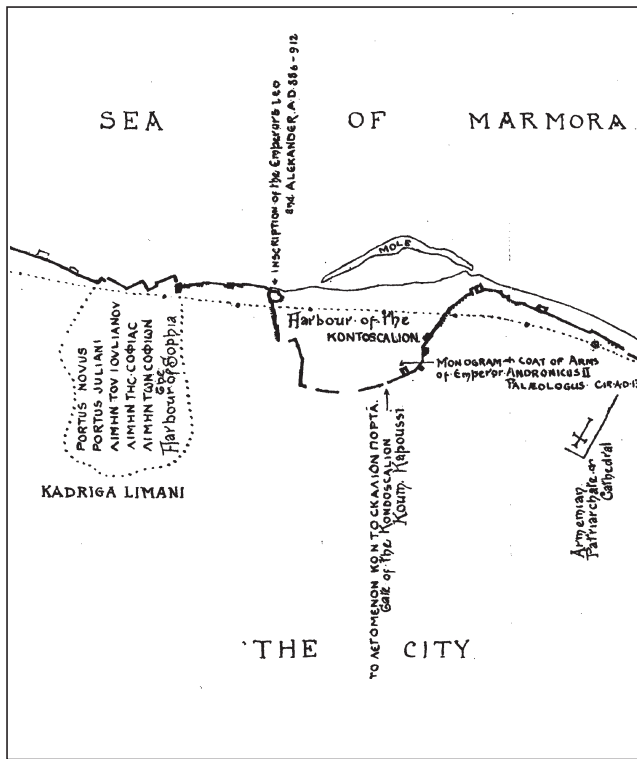 SEA OF MARMORA
INSCRIPTION of the Emperors LEO
and ALEXANDER. A.D. 886-912
MOLE
Harbour of the
KONTOSCALION
MONOGRAM & COAT of ARMS
of Emperor ANDRONICUS II
PALÆOLOGUS. CIR. A.D. 13
PORTUS NOVUS
PORTUS JULIANI
ΛΙΜΗΝ ΤΟΥ ΙΟΥΛΙΑΝΟΥ
ΛΙΜΗΝ ΤΗΣ ΣΟΦΙΑΣ
ΛΙΜΗΝ ΤΩΝ ΣΟΦΙΩΝ
The
Harbour of Sophia
KADRIGA LIMANI
ΤΟ ΛΕΓΟΜΕΝΟΝ ΚΟΝΤΟΣΚΑΛΙΟΝ ΠΟΡΤΑ.
Gate of the KONDOSCALION
Koum Kapoussi
Armenian
Patriarchate &
Cathedral
THE CITY